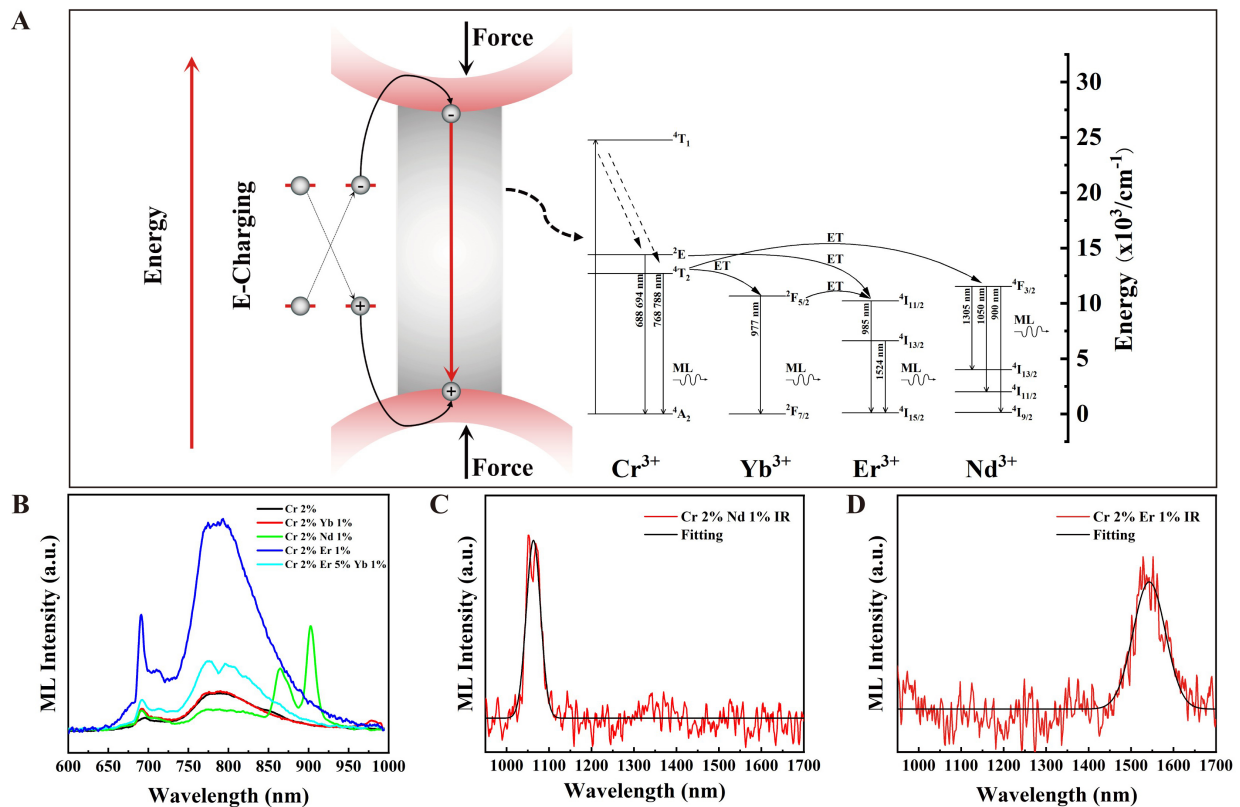 A
Force
Energy
E-Charging
-
-
+
+
Force
⁴T₁
²E
⁴T₂
⁴A₂
688 694 nm
768 788 nm
ML
Cr³⁺
ET
²F₅/₂
977 nm
ML
²F₇/₂
Yb³⁺
ET
ET
⁴I₁₁/₂
985 nm
⁴I₁₃/₂
1524 nm
ML
⁴I₁₅/₂
Er³⁺
ET
⁴F₃/₂
1305 nm
1050 nm
900 nm
ML
⁴I₁₃/₂
⁴I₁₁/₂
⁴I₉/₂
Nd³⁺
30
25
20
15
10
5
0
Energy (x10³/cm⁻¹)
B
Cr 2%
Cr 2% Yb 1%
Cr 2% Nd 1%
Cr 2% Er 1%
Cr 2% Er 5% Yb 1%
ML Intensity (a.u.)
600 650 700 750 800 850 900 950 1000
Wavelength (nm)
C
Cr 2% Nd 1% IR
Fitting
ML Intensity (a.u.)
1000 1100 1200 1300 1400 1500 1600 1700
Wavelength (nm)
D
Cr 2% Er 1% IR
Fitting
ML Intensity (a.u.)
1000 1100 1200 1300 1400 1500 1600 1700
Wavelength (nm)